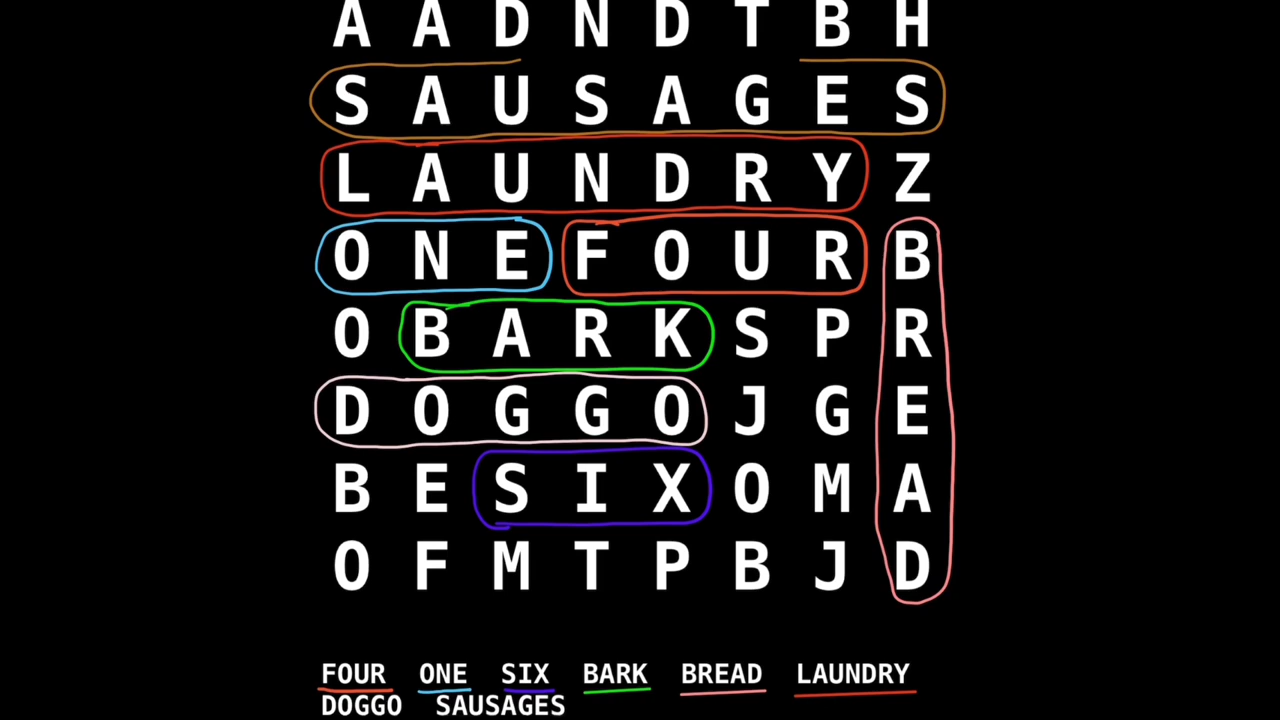 A A D N D T B H
S A U S A G E S
L A U N D R Y Z
O N E F O U R B
O B A R K S P R
D O G G O J G E
B E S I X O M A
O F M T P B J D
FOUR ONE SIX BARK BREAD LAUNDRY
DOGGO SAUSAGES